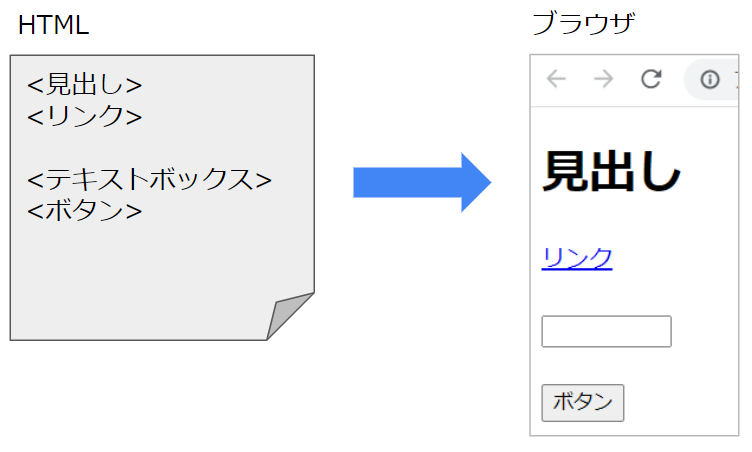 HTML
<見出し>
<リンク>
<テキストボックス>
<ボタン>
ブラウザ
見出し
リンク
ボタン